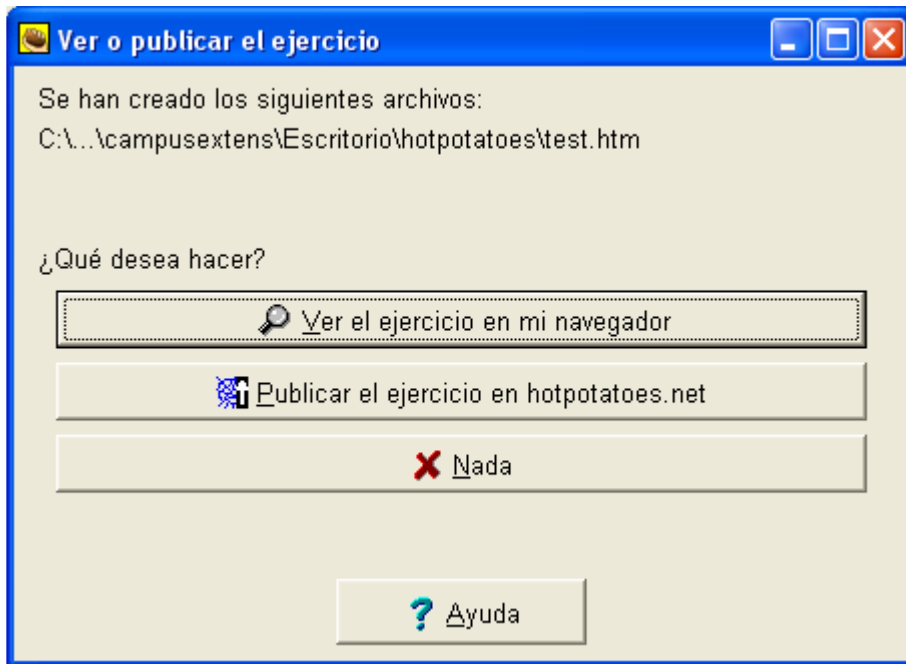 Ver o publicar el ejercicio
Se han creado los siguientes archivos:
C:\...\campusextens\Escritorio\hotpotatoes\test.htm
¿Qué desea hacer?
Ver el ejercicio en mi navegador
Publicar el ejercicio en hotpotatoes.net
Nada
Ayuda